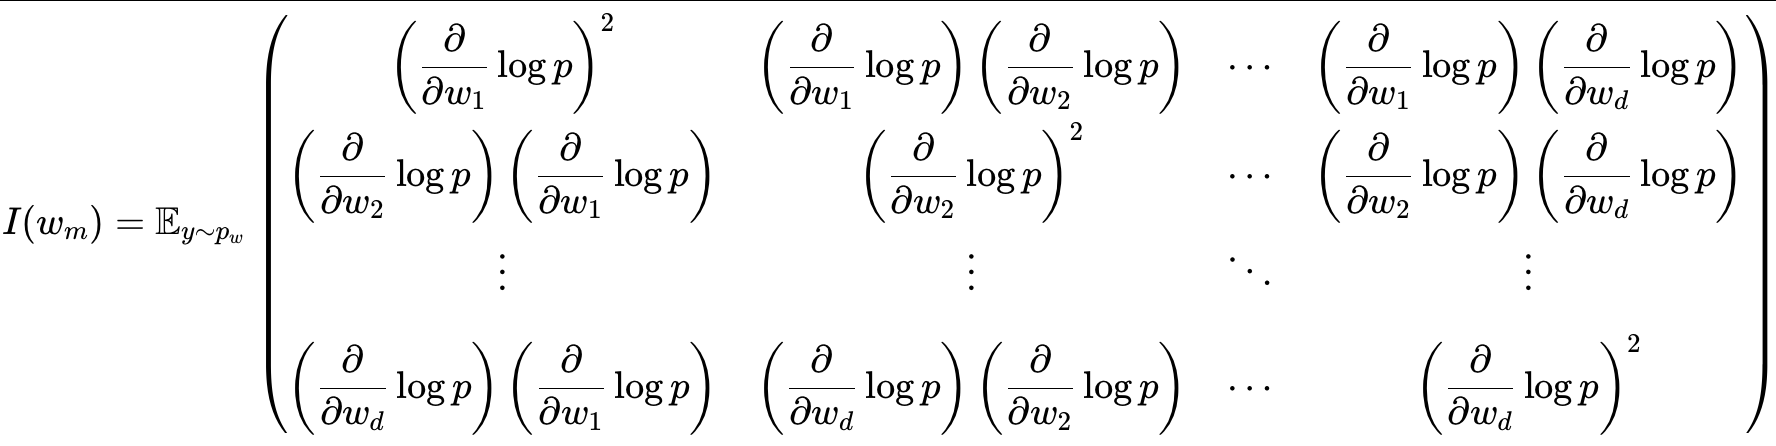 I(w_m) = \mathbb{E}_{y \sim p_w} \begin{pmatrix} \left( \frac{\partial}{\partial w_1} \log p \right)^2 & \left( \frac{\partial}{\partial w_1} \log p \right) \left( \frac{\partial}{\partial w_2} \log p \right) & \cdots & \left( \frac{\partial}{\partial w_1} \log p \right) \left( \frac{\partial}{\partial w_d} \log p \right) \\
\left( \frac{\partial}{\partial w_2} \log p \right) \left( \frac{\partial}{\partial w_1} \log p \right) & \left( \frac{\partial}{\partial w_2} \log p \right)^2 & \cdots & \left( \frac{\partial}{\partial w_2} \log p \right) \left( \frac{\partial}{\partial w_d} \log p \right) \\
\vdots & \vdots & \ddots & \vdots \\
\left( \frac{\partial}{\partial w_d} \log p \right) \left( \frac{\partial}{\partial w_1} \log p \right) & \left( \frac{\partial}{\partial w_d} \log p \right) \left( \frac{\partial}{\partial w_2} \log p \right) & \cdots & \left( \frac{\partial}{\partial w_d} \log p \right)^2 \end{pmatrix}